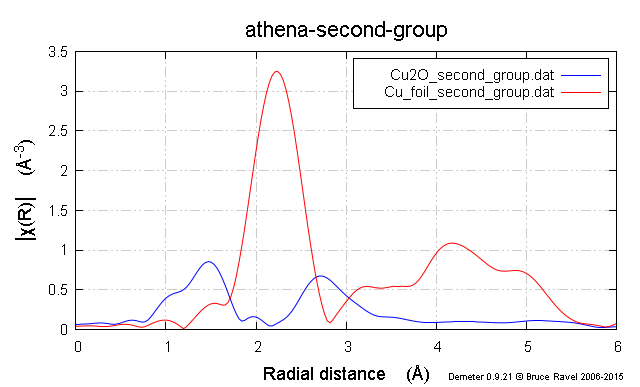 athena-second-group
3.5
3
2.5
2
1.5
1
0.5
0
|χ(R)| (Å⁻³)
Cu2O_second_group.dat
Cu_foil_second_group.dat
0 1 2 3 4 5 6
Radial distance (Å)
Demeter 0.9.21 © Bruce Ravel 2006-2015